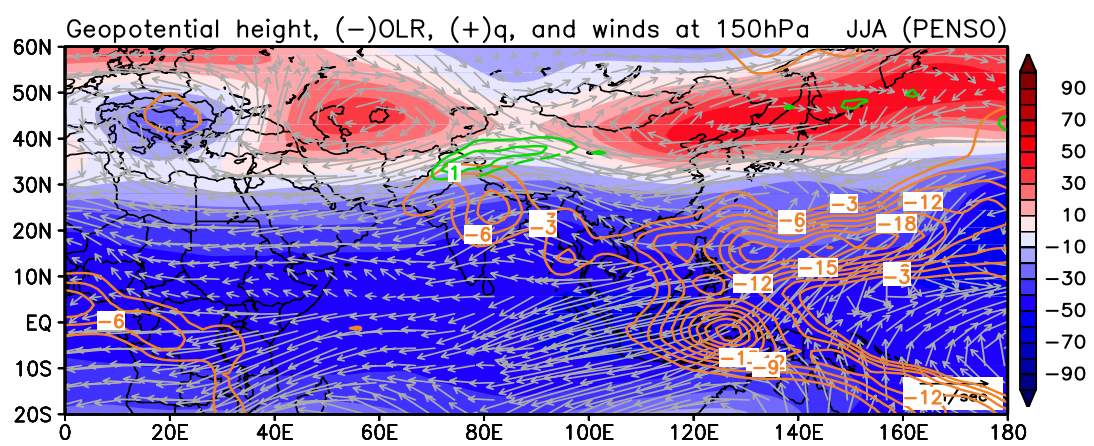 Geopotential height, (−)OLR, (+)q, and winds at 150hPa JJA (PENSO)
60N
50N
40N
30N
20N
10N
EQ
10S
20S
0 20E 40E 60E 80E 100E 120E 140E 160E 180
90
70
50
30
10
−10
−30
−50
−70
−90
1
−3 −12
−6 −18
−6 −3
−15 −3
−12
−6
−9
−12 /sec